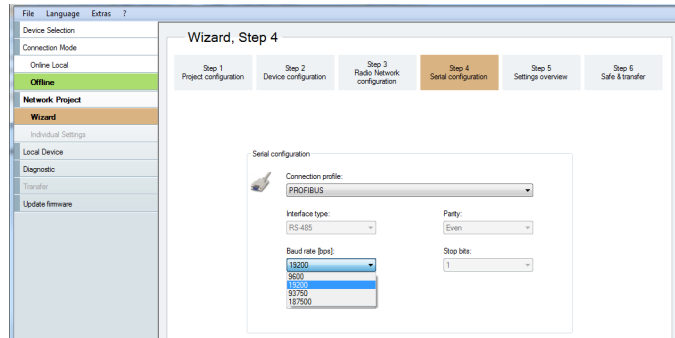 File Language Extras ?
Device Selection
Connection Mode
Online Local
Offline
Network Project
Wizard
Individual Settings
Local Device
Diagnostic
Transfer
Update firmware
Wizard, Step 4
Step 1
Project configuration
Step 2
Device configuration
Step 3
Radio Network
configuration
Step 4
Serial configuration
Step 5
Settings overview
Step 6
Safe & transfer
Serial configuration
Connection profile:
PROFIBUS
Interface type:
Parity:
RS-485
Even
Baud rate [bps]:
Stop bits:
19200
1
9600
19200
93750
187500